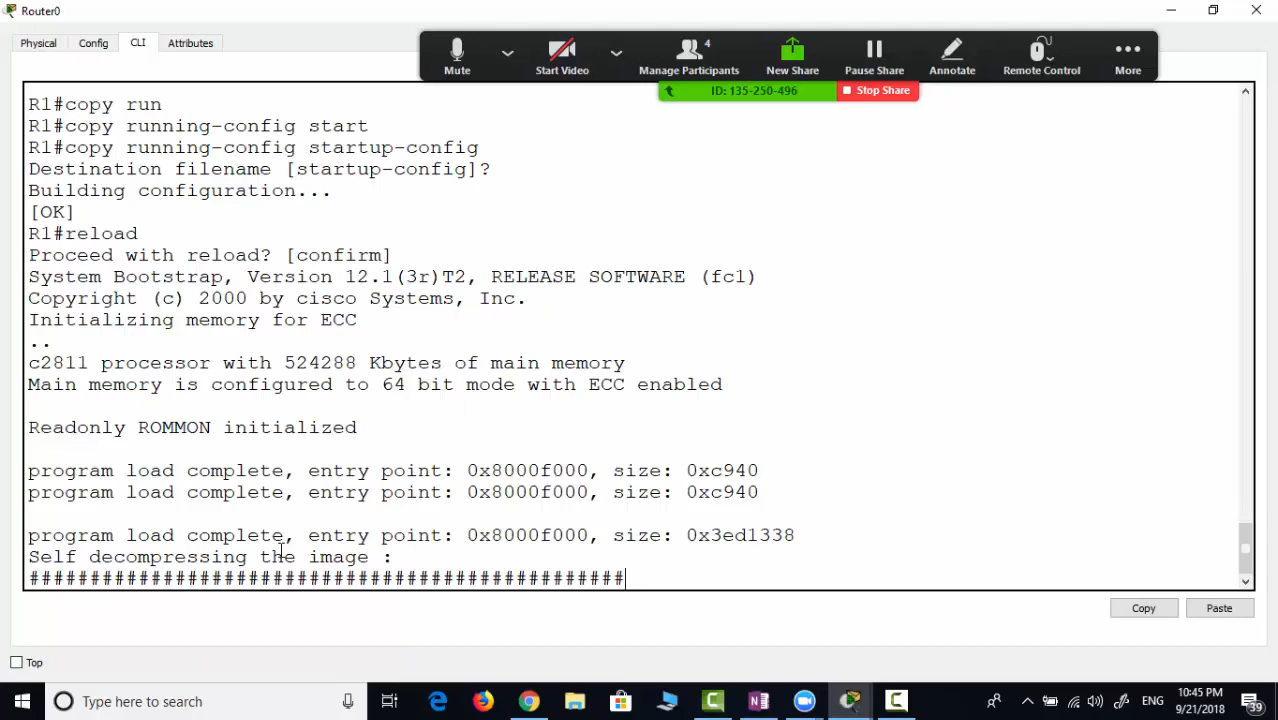 Router0
Physical Config CLI Attributes
Mute Start Video 4 Manage Participants New Share Pause Share Annotate Remote Control More
ID: 135-250-496 Stop Share
R1#copy run
R1#copy running-config start
R1#copy running-config startup-config
Destination filename [startup-config]?
Building configuration...
[OK]
R1#reload
Proceed with reload? [confirm]
System Bootstrap, Version 12.1(3r)T2, RELEASE SOFTWARE (fc1)
Copyright (c) 2000 by cisco Systems, Inc.
Initializing memory for ECC
..
c2811 processor with 524288 Kbytes of main memory
Main memory is configured to 64 bit mode with ECC enabled
Readonly ROMMON initialized
program load complete, entry point: 0x8000f000, size: 0xc940
program load complete, entry point: 0x8000f000, size: 0xc940
program load complete, entry point: 0x8000f000, size: 0x3ed1338
Self decompressing the image :
#################################################
Copy Paste
Top
Type here to search
ENG
10:45 PM
9/21/2018
39